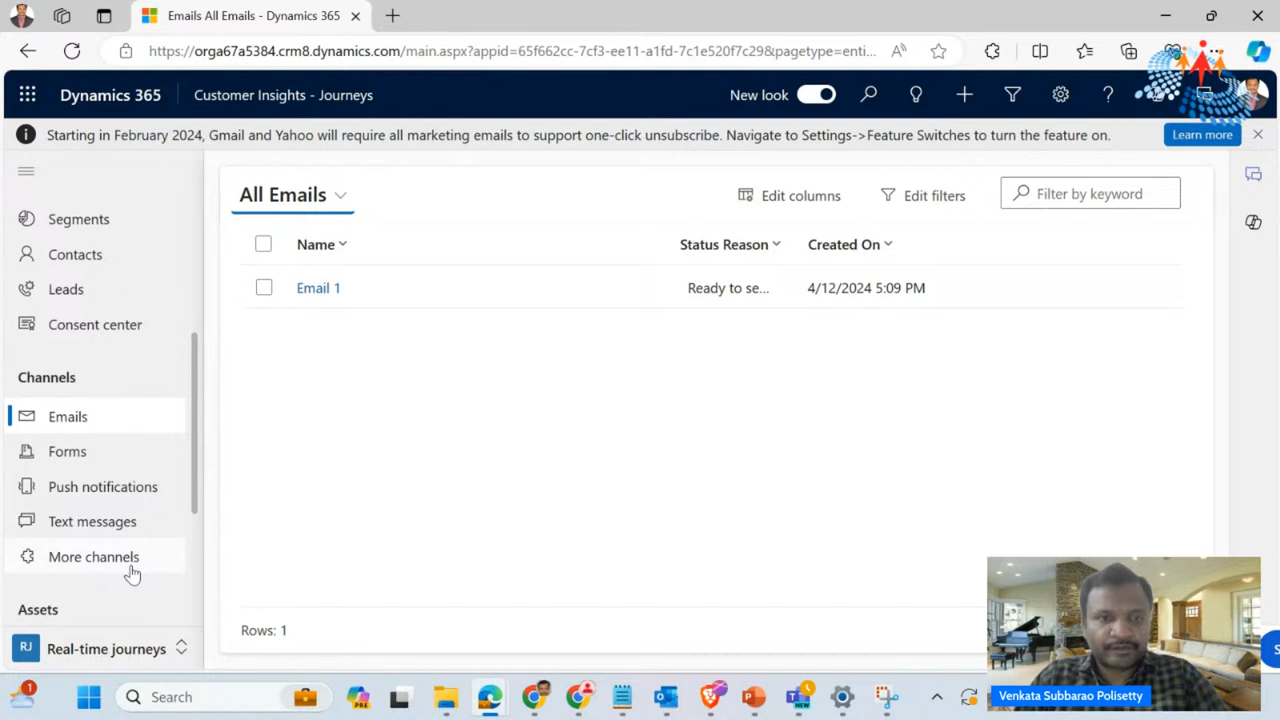 Emails All Emails - Dynamics 365
https://orga67a5384.crm8.dynamics.com/main.aspx?appid=65f662cc-7cf3-ee11-a1fd-7c1e520f7c29&pagetype=enti...
Dynamics 365
Customer Insights - Journeys
New look
Starting in February 2024, Gmail and Yahoo will require all marketing emails to support one-click unsubscribe. Navigate to Settings->Feature Switches to turn the feature on.
Learn more
Segments
Contacts
Leads
Consent center
Channels
Emails
Forms
Push notifications
Text messages
More channels
Assets
RJ Real-time journeys
All Emails
Edit columns
Edit filters
Filter by keyword
Name
Status Reason
Created On
Email 1
Ready to se...
4/12/2024 5:09 PM
Rows: 1
Venkata Subbarao Polisetty
S
1
Search
NEW